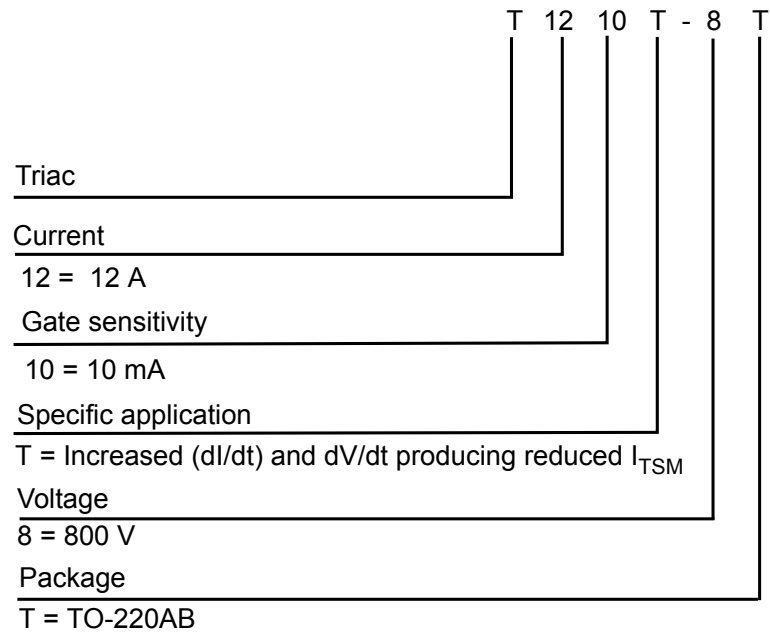 T 12 10 T - 8 T
Triac
Current
12 = 12 A
Gate sensitivity
10 = 10 mA
Specific application
T = Increased (dI/dt) and dV/dt producing reduced I_TSM
Voltage
8 = 800 V
Package
T = TO-220AB